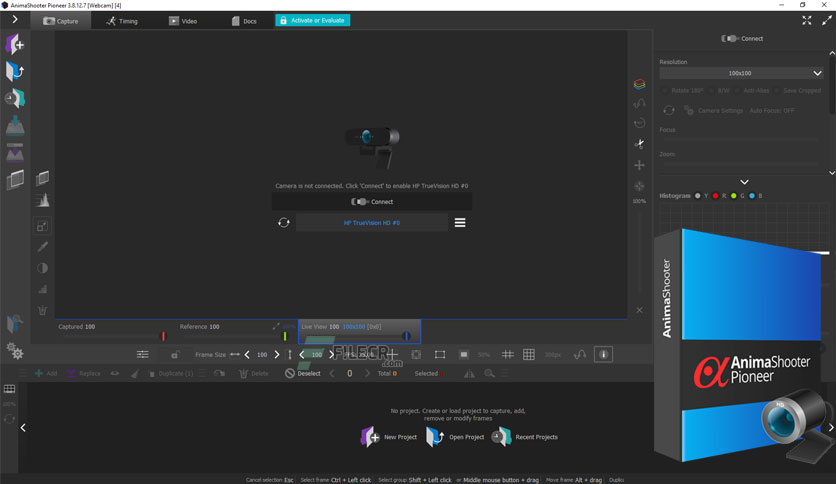 AnimaShooter Pioneer 3.8.12.7 [Webcam] [4]
Capture
Timing
Video
Docs
Activate or Evaluate
Connect
Resolution
100x100
Rotate 180° B/W Anti-Alias Save Cropped
Camera Settings Auto Focus: OFF
Focus
Zoom
Histogram Y R G B
100%
Camera is not connected. Click 'Connect' to enable HP TrueVision HD #0
Connect
HP TrueVision HD #0
Captured 100
Reference 100
Live View 100 100x100 [0x0]
Frame Size 100 100
50%
100px
FILECR
.com
Add Replace Duplicate (1) Delete Deselect 0 Total 0 Selected
100%
No project. Create or load project to capture, add,
remove or modify frames
New Project Open Project Recent Projects
Cancel selection Esc Select frame: Ctrl + Left click Select group: Shift + Left click or Middle mouse button + drag Move frame: Alt + drag Duplic
AnimaShooter
AnimaShooter
Pioneer
HD